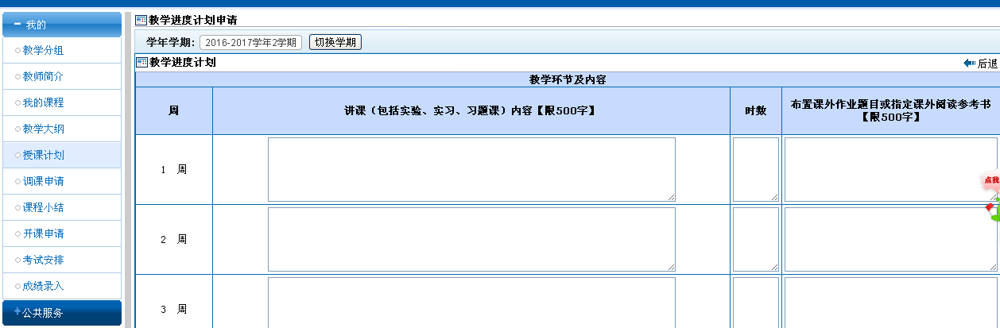 我的
教学分组
教师简介
我的课程
教学大纲
授课计划
调课申请
课程小结
开课申请
考试安排
成绩录入
公共服务
教学进度计划申请
学年学期: 2016-2017学年2学期 切换学期
教学进度计划
后退
教学环节及内容
周
讲课（包括实验、实习、习题课）内容【限500字】
时数
布置课外作业题目或指定课外阅读参考书
【限500字】
1 周
2 周
3 周
点我